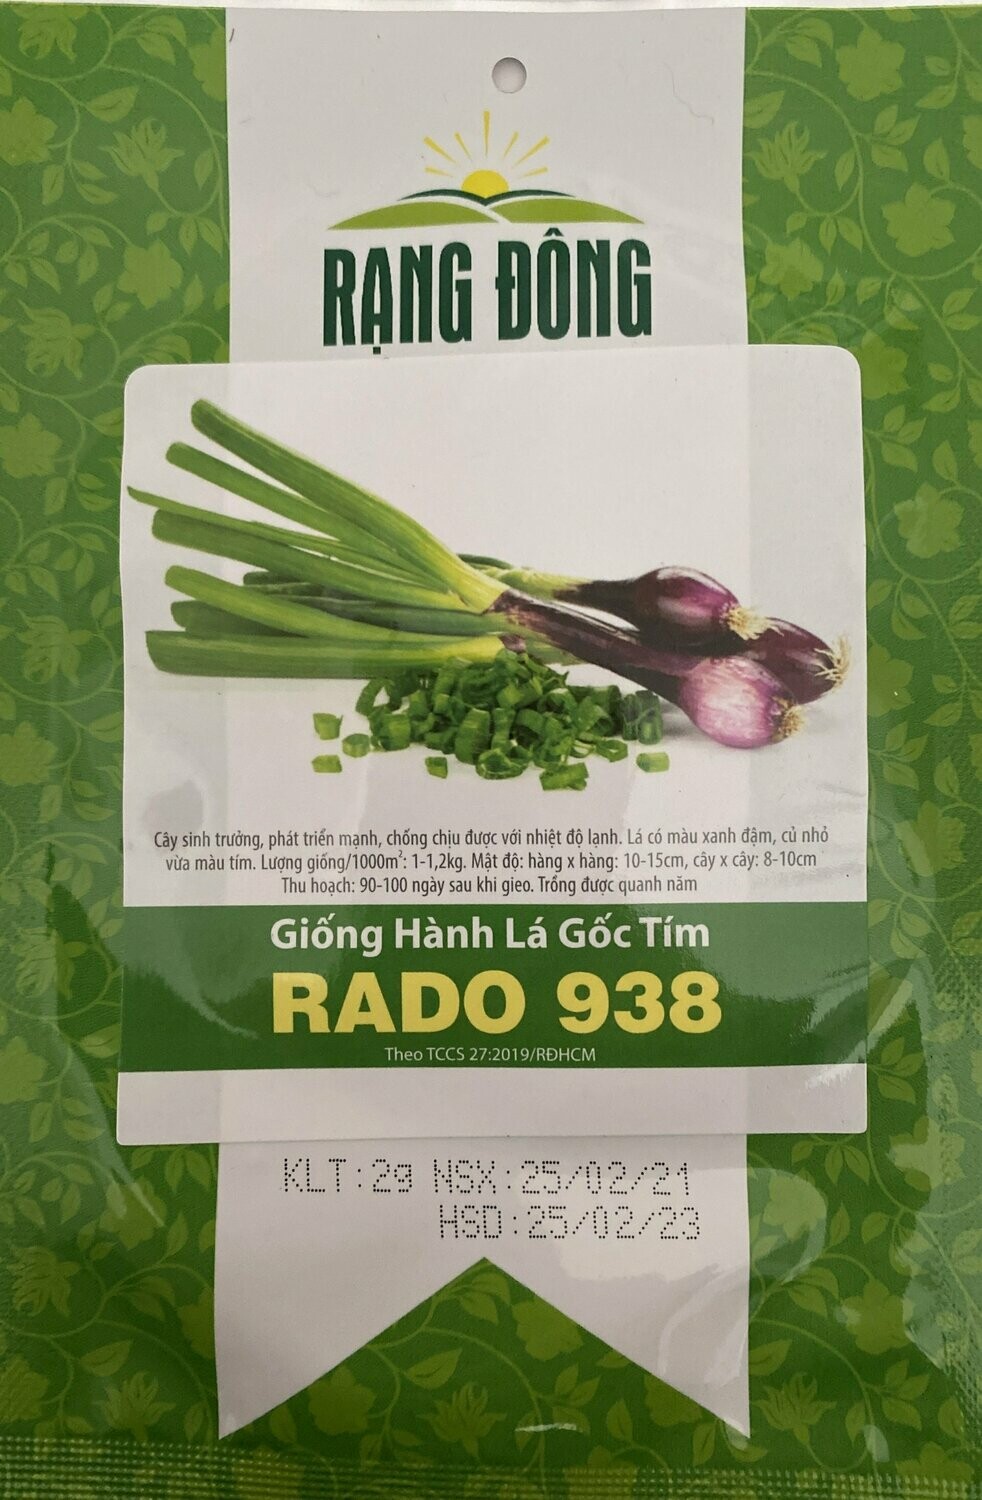 RẠNG ĐÔNG
Cây sinh trưởng, phát triển mạnh, chống chịu được với nhiệt độ lạnh. Lá có màu xanh đậm, củ nhỏ
vừa màu tím. Lượng giống/1000m²: 1-1,2kg. Mật độ: hàng x hàng: 10-15cm, cây x cây: 8-10cm
Thu hoạch: 90-100 ngày sau khi gieo. Trồng được quanh năm
Giống Hành Lá Gốc Tím
RADO 938
Theo TCCS 27:2019/RĐHCM
KLT:2g NSX:25/02/21
HSD:25/02/23